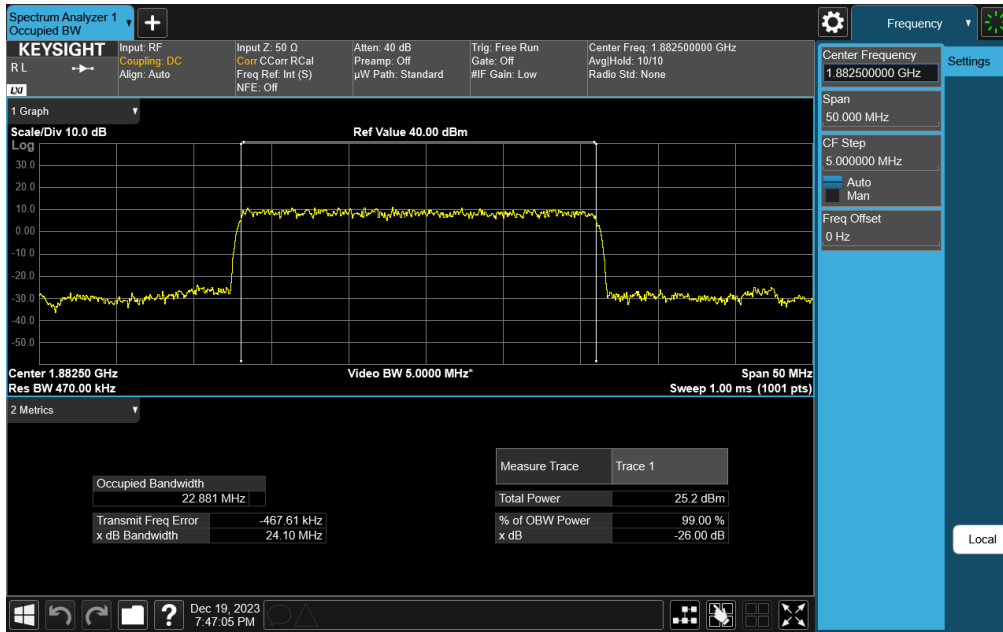 Spectrum Analyzer 1
Occupied BW
Frequency
KEYSIGHT
R L
LXI
Input: RF
Coupling: DC
Align: Auto
Input Z: 50 Ω
Corr CCorr RCal
Freq Ref: Int (S)
NFE: Off
Atten: 40 dB
Preamp: Off
µW Path: Standard
Trig: Free Run
Gate: Off
#IF Gain: Low
Center Freq: 1.882500000 GHz
Avg|Hold: 10/10
Radio Std: None
Center Frequency
1.882500000 GHz
Settings
Span
50.000 MHz
CF Step
5.000000 MHz
Auto
Man
Freq Offset
0 Hz
Local
1 Graph
Scale/Div 10.0 dB
Ref Value 40.00 dBm
Log
30.0
20.0
10.0
0.00
-10.0
-20.0
-30.0
-40.0
-50.0
Center 1.88250 GHz
Video BW 5.0000 MHz*
Span 50 MHz
Res BW 470.00 kHz
Sweep 1.00 ms (1001 pts)
2 Metrics
Measure Trace Trace 1
Occupied Bandwidth
22.881 MHz
Total Power 25.2 dBm
Transmit Freq Error -467.61 kHz
% of OBW Power 99.00 %
x dB Bandwidth 24.10 MHz
x dB -26.00 dB
?
Dec 19, 2023
7:47:05 PM